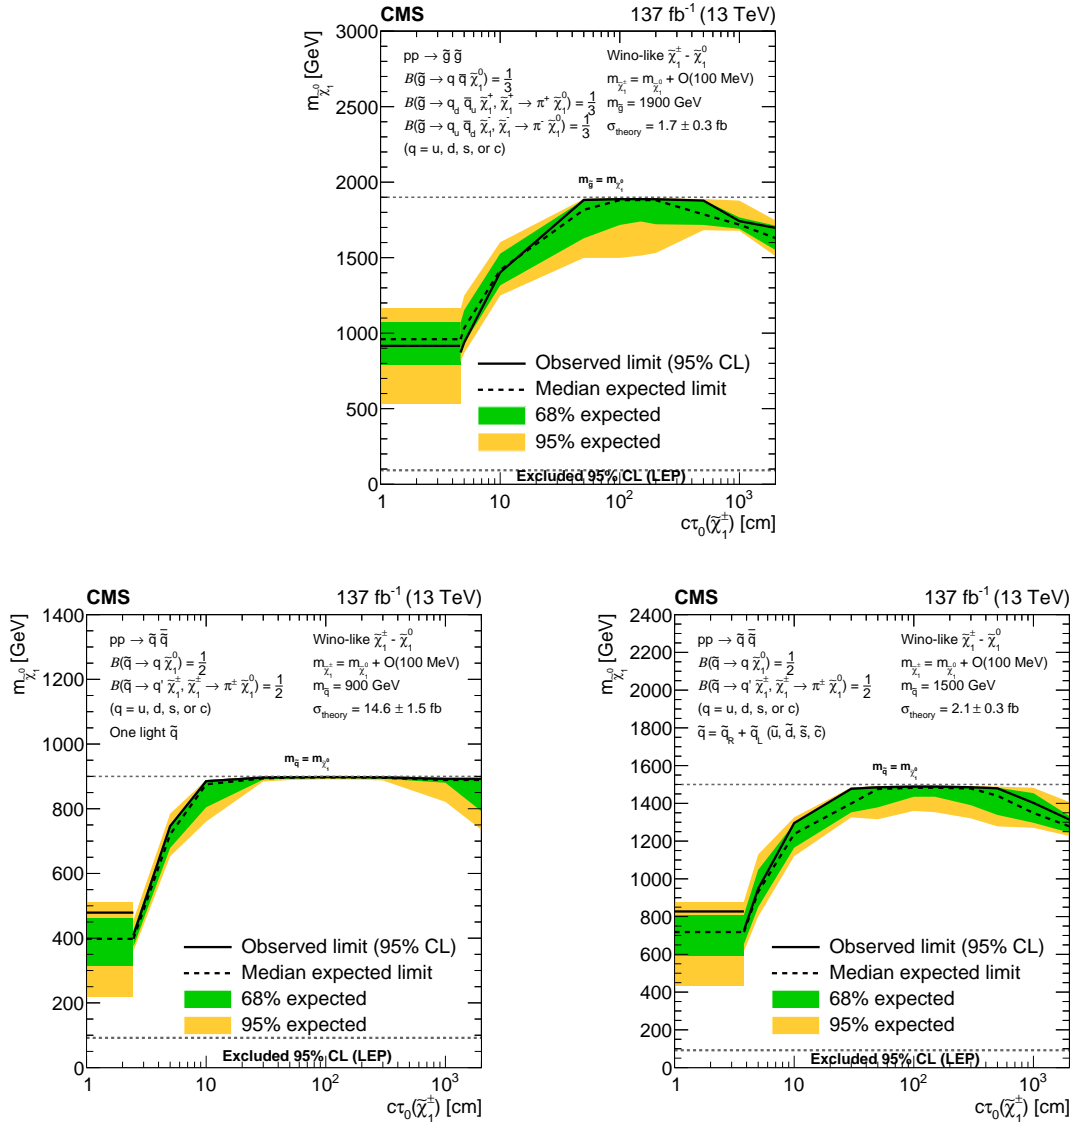 CMS 137 fb⁻¹ (13 TeV)
m_χ̃₁⁰ [GeV]
3000
2500
2000
1500
1000
500
0
pp → g̃ g̃
B(g̃ → q q̅ χ̃₁⁰) = 1/3
B(g̃ → q_d q̅_u χ̃₁⁺, χ̃₁⁺ → π⁺ χ̃₁⁰) = 1/3
B(g̃ → q_u q̅_d χ̃₁⁻, χ̃₁⁻ → π⁻ χ̃₁⁰) = 1/3
(q = u, d, s, or c)
Wino-like χ̃₁± - χ̃₁⁰
m_χ̃₁± = m_χ̃₁⁰ + O(100 MeV)
m_g̃ = 1900 GeV
σ_theory = 1.7 ± 0.3 fb
m_g̃ = m_χ̃₁⁰
Observed limit (95% CL)
Median expected limit
68% expected
95% expected
Excluded 95% CL (LEP)
1 10 10² 10³
cτ₀(χ̃₁±) [cm]
CMS 137 fb⁻¹ (13 TeV)
m_χ̃₁⁰ [GeV]
1400
1200
1000
800
600
400
200
0
pp → q̃ q̃̅
B(q̃ → q χ̃₁⁰) = 1/2
B(q̃ → q' χ̃₁±, χ̃₁± → π± χ̃₁⁰) = 1/2
(q = u, d, s, or c)
One light q̃
Wino-like χ̃₁± - χ̃₁⁰
m_χ̃₁± = m_χ̃₁⁰ + O(100 MeV)
m_q̃ = 900 GeV
σ_theory = 14.6 ± 1.5 fb
m_q̃ = m_χ̃₁⁰
Observed limit (95% CL)
Median expected limit
68% expected
95% expected
Excluded 95% CL (LEP)
1 10 10² 10³
cτ₀(χ̃₁±) [cm]
CMS 137 fb⁻¹ (13 TeV)
m_χ̃₁⁰ [GeV]
2400
2200
2000
1800
1600
1400
1200
1000
800
600
400
200
0
pp → q̃ q̃̅
B(q̃ → q χ̃₁⁰) = 1/2
B(q̃ → q' χ̃₁±, χ̃₁± → π± χ̃₁⁰) = 1/2
(q = u, d, s, or c)
q̃ = q̃_R + q̃_L (ũ, d̃, s̃, c̃)
Wino-like χ̃₁± - χ̃₁⁰
m_χ̃₁± = m_χ̃₁⁰ + O(100 MeV)
m_q̃ = 1500 GeV
σ_theory = 2.1 ± 0.3 fb
m_q̃ = m_χ̃₁⁰
Observed limit (95% CL)
Median expected limit
68% expected
95% expected
Excluded 95% CL (LEP)
1 10 10² 10³
cτ₀(χ̃₁±) [cm]